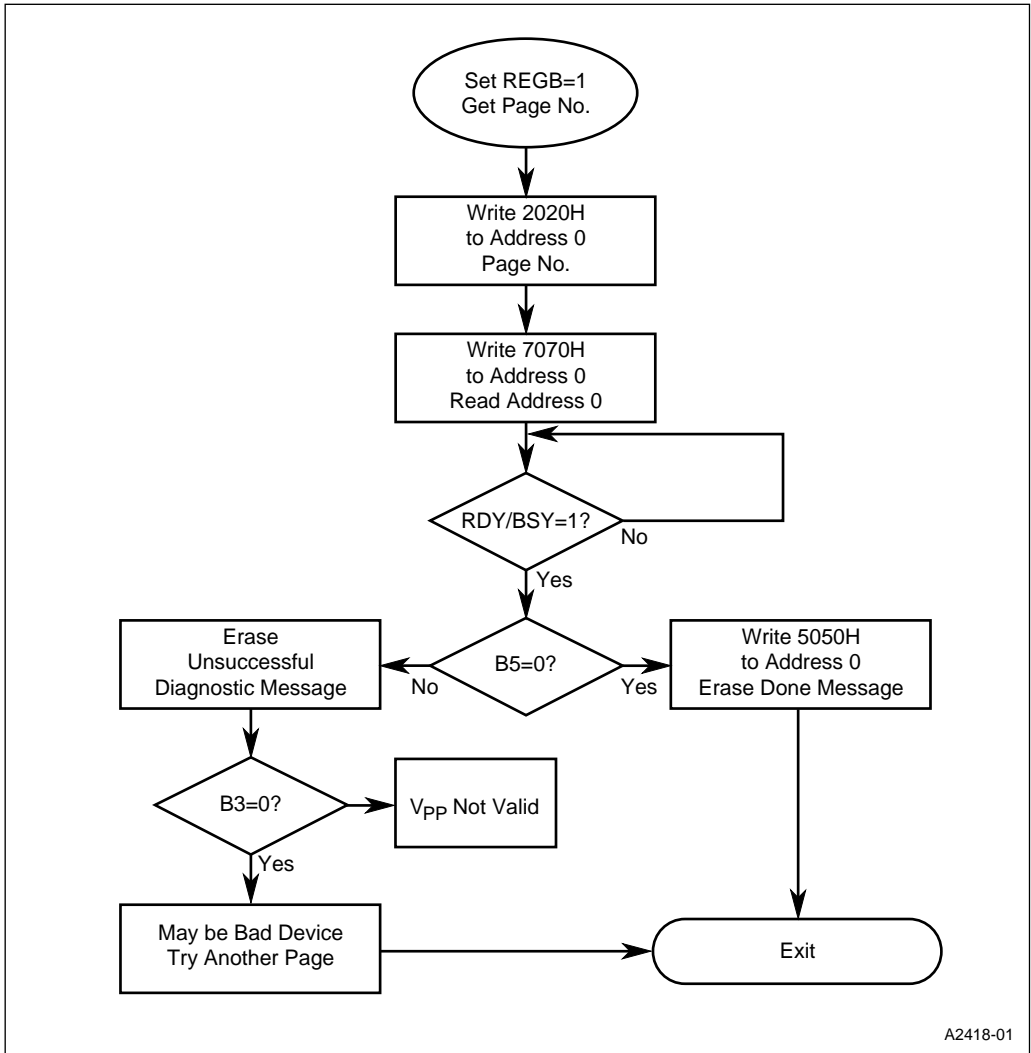 Set REGB=1
Get Page No.
Write 2020H
to Address 0
Page No.
Write 7070H
to Address 0
Read Address 0
RDY/BSY=1?
No
Yes
Erase
Unsuccessful
Diagnostic Message
B5=0?
No
Yes
Write 5050H
to Address 0
Erase Done Message
B3=0?
Yes
VPP Not Valid
May be Bad Device
Try Another Page
Exit
A2418-01